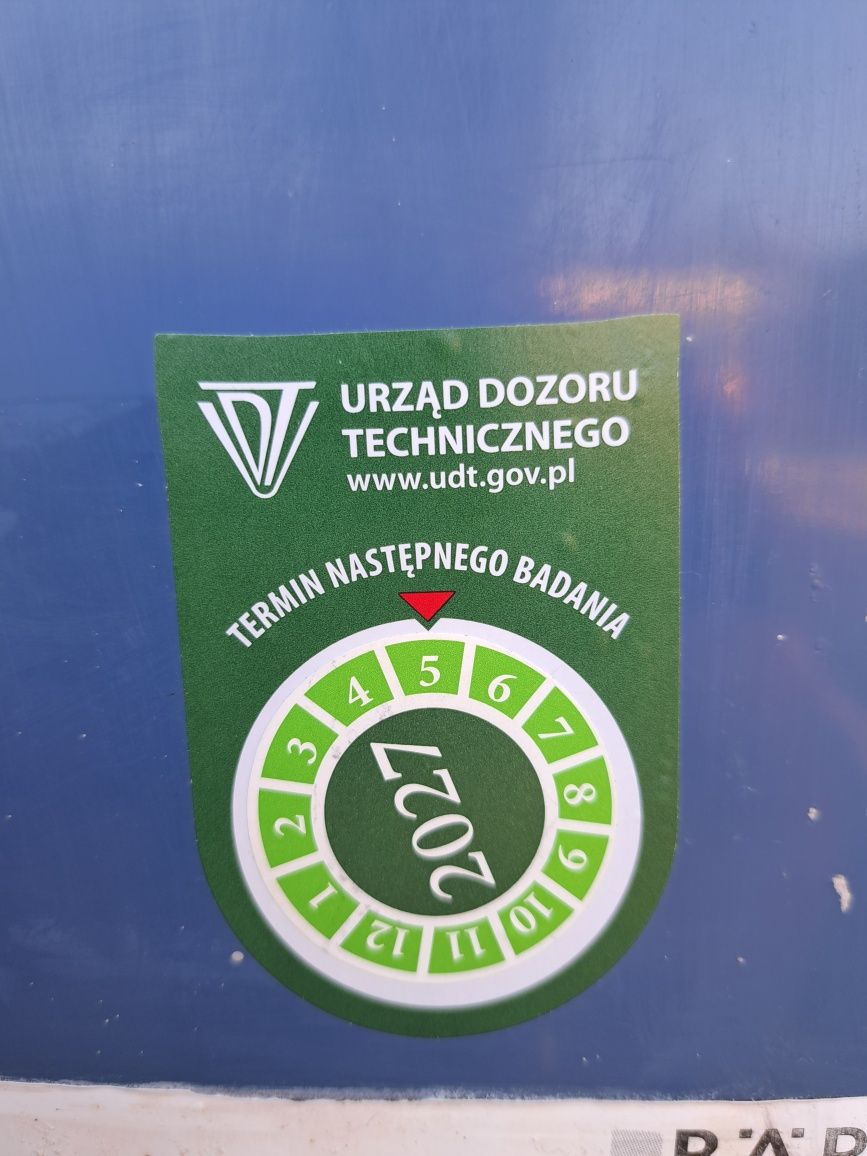 UDT
URZĄD DOZORU
TECHNICZNEGO
www.udt.gov.pl
TERMIN NASTĘPNEGO BADANIA
1 2 3 4 5 6 7 8 9 10 11 12
2027